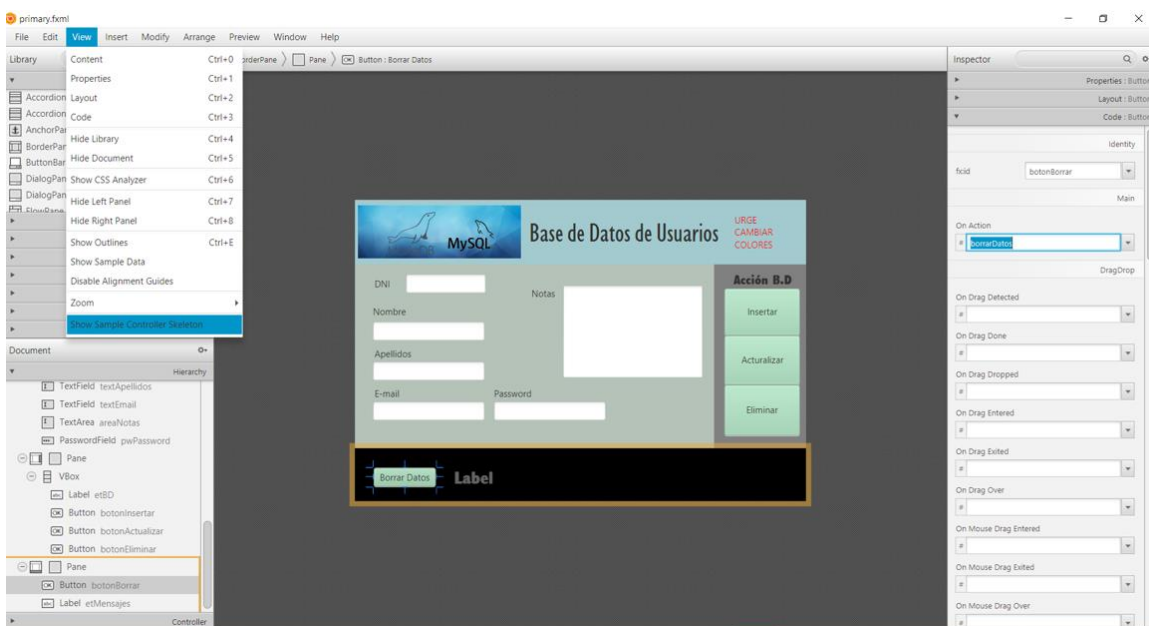 primary.fxml
File Edit View Insert Modify Arrange Preview Window Help
Library
orderPane Pane Button : Borrar Datos
Inspector
Content Ctrl+0
Properties Ctrl+1
Layout Ctrl+2
Code Ctrl+3
Hide Library Ctrl+4
Hide Document Ctrl+5
Show CSS Analyzer Ctrl+6
Hide Left Panel Ctrl+7
Hide Right Panel Ctrl+8
Show Outlines Ctrl+E
Show Sample Data
Disable Alignment Guides
Zoom
Show Sample Controller Skeleton
Accordion
Accordion
AnchorPa
BorderPan
ButtonBar
DialogPan
DialogPan
FlowPane
Document
Hierarchy
TextField textApellidos
TextField textEmail
TextArea areaNotas
PasswordField pwPassword
Pane
VBox
Label etBD
Button botonInsertar
Button botonActualizar
Button botonEliminar
Pane
Button botonBorrar
Label etMensajes
Controller
MySQL
Base de Datos de Usuarios
URGE
CAMBIAR
COLORES
DNI
Notas
Nombre
Apellidos
E-mail Password
Acción B.D
Insertar
Acturalizar
Eliminar
Borrar Datos
Label
Properties : Button
Layout : Button
Code : Button
Identity
fx:id botonBorrar
Main
On Action
# borrarDatos
DragDrop
On Drag Detected
#
On Drag Done
#
On Drag Dropped
#
On Drag Entered
#
On Drag Exited
#
On Drag Over
#
On Mouse Drag Entered
#
On Mouse Drag Exited
#
On Mouse Drag Over
#